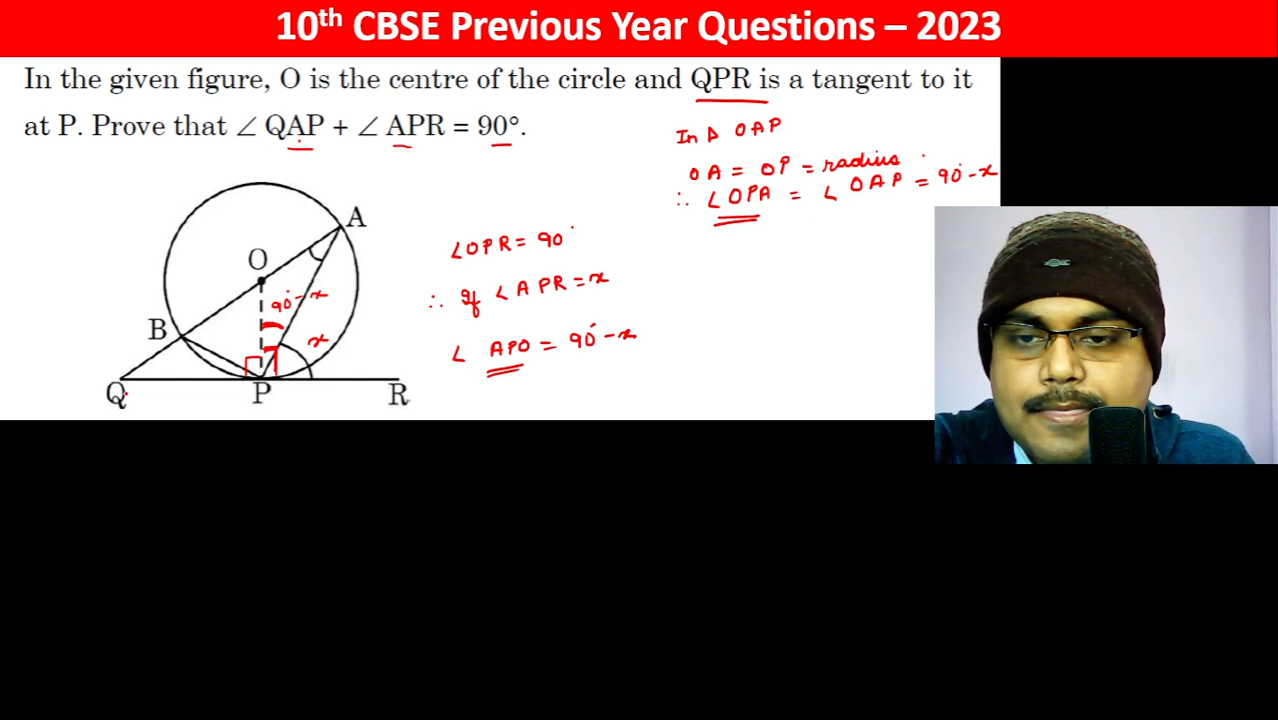 10th CBSE Previous Year Questions – 2023
In the given figure, O is the centre of the circle and QPR is a tangent to it
at P. Prove that ∠ QAP + ∠ APR = 90°.
In Δ OAP
OA = OP = radius
∴ ∠OPA = ∠ OAP = 90°-x
∠OPR = 90°
∴ If ∠APR = x
∠ APO = 90°-x
A
O
90°-x
B
x
Q
P
R